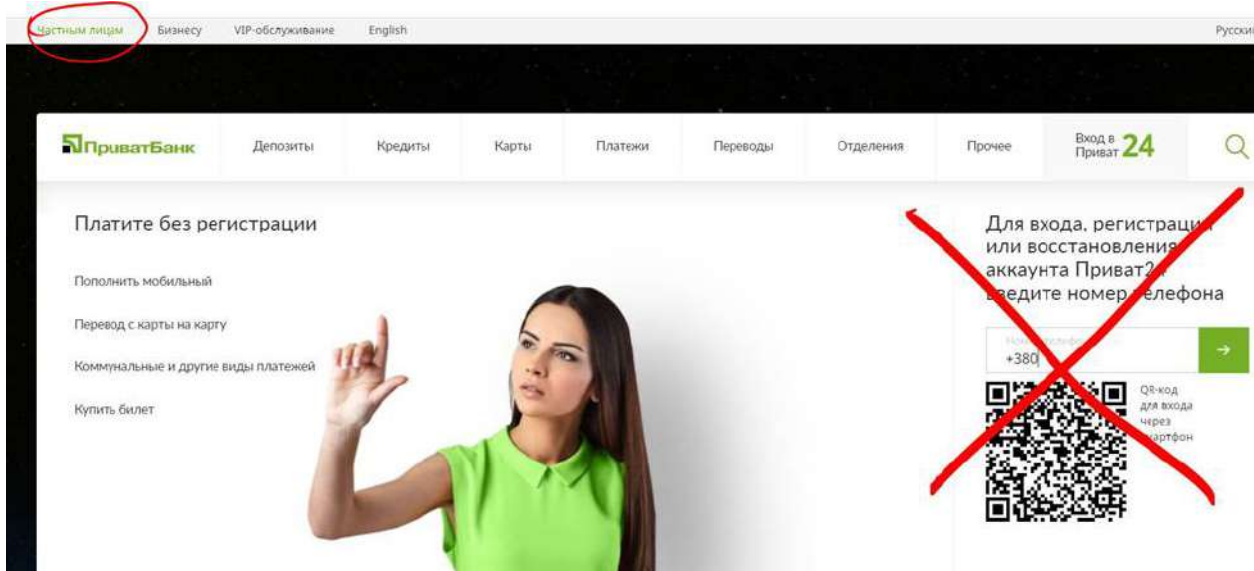 Частным лицам Бизнесу VIP-обслуживание English Русский
ПриватБанк Депозиты Кредиты Карты Платежи Переводы Отделения Прочее Вход в Приват 24
Платите без регистрации
Пополнить мобильный
Перевод с карты на карту
Коммунальные и другие виды платежей
Купить билет
Для входа, регистрации
или восстановления
аккаунта Приват24
введите номер телефона
Номер телефона
+380
QR-код
для входа
через
смартфон